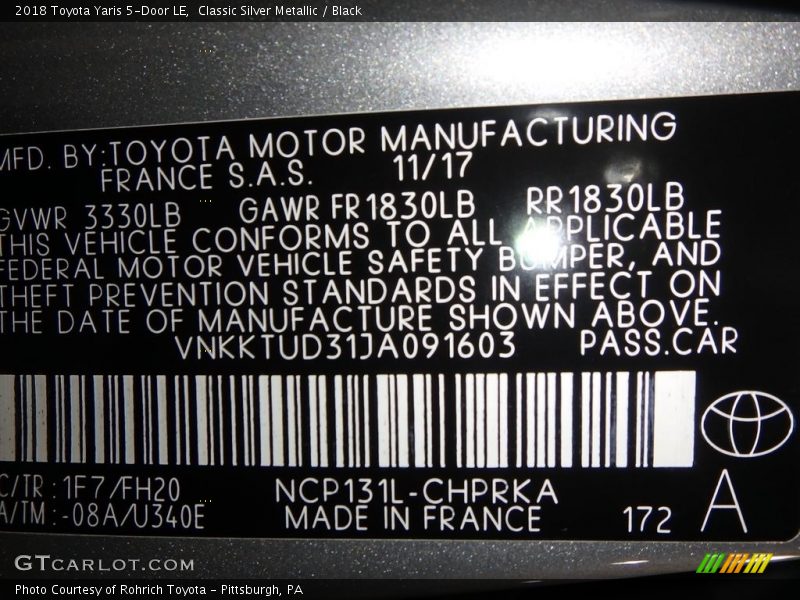 2018 Toyota Yaris 5-Door LE, Classic Silver Metallic / Black
MFD. BY:TOYOTA MOTOR MANUFACTURING
FRANCE S.A.S. 11/17
GVWR 3330LB GAWR FR1830LB RR1830LB
THIS VEHICLE CONFORMS TO ALL APPLICABLE
FEDERAL MOTOR VEHICLE SAFETY BUMPER, AND
THEFT PREVENTION STANDARDS IN EFFECT ON
THE DATE OF MANUFACTURE SHOWN ABOVE.
VNKKTUD31JA091603 PASS.CAR
C/TR:1F7/FH20 NCP131L-CHPRKA
A/TM:-08A/U340E MADE IN FRANCE 172 A
GTCARLOT.COM
Photo Courtesy of Rohrich Toyota - Pittsburgh, PA